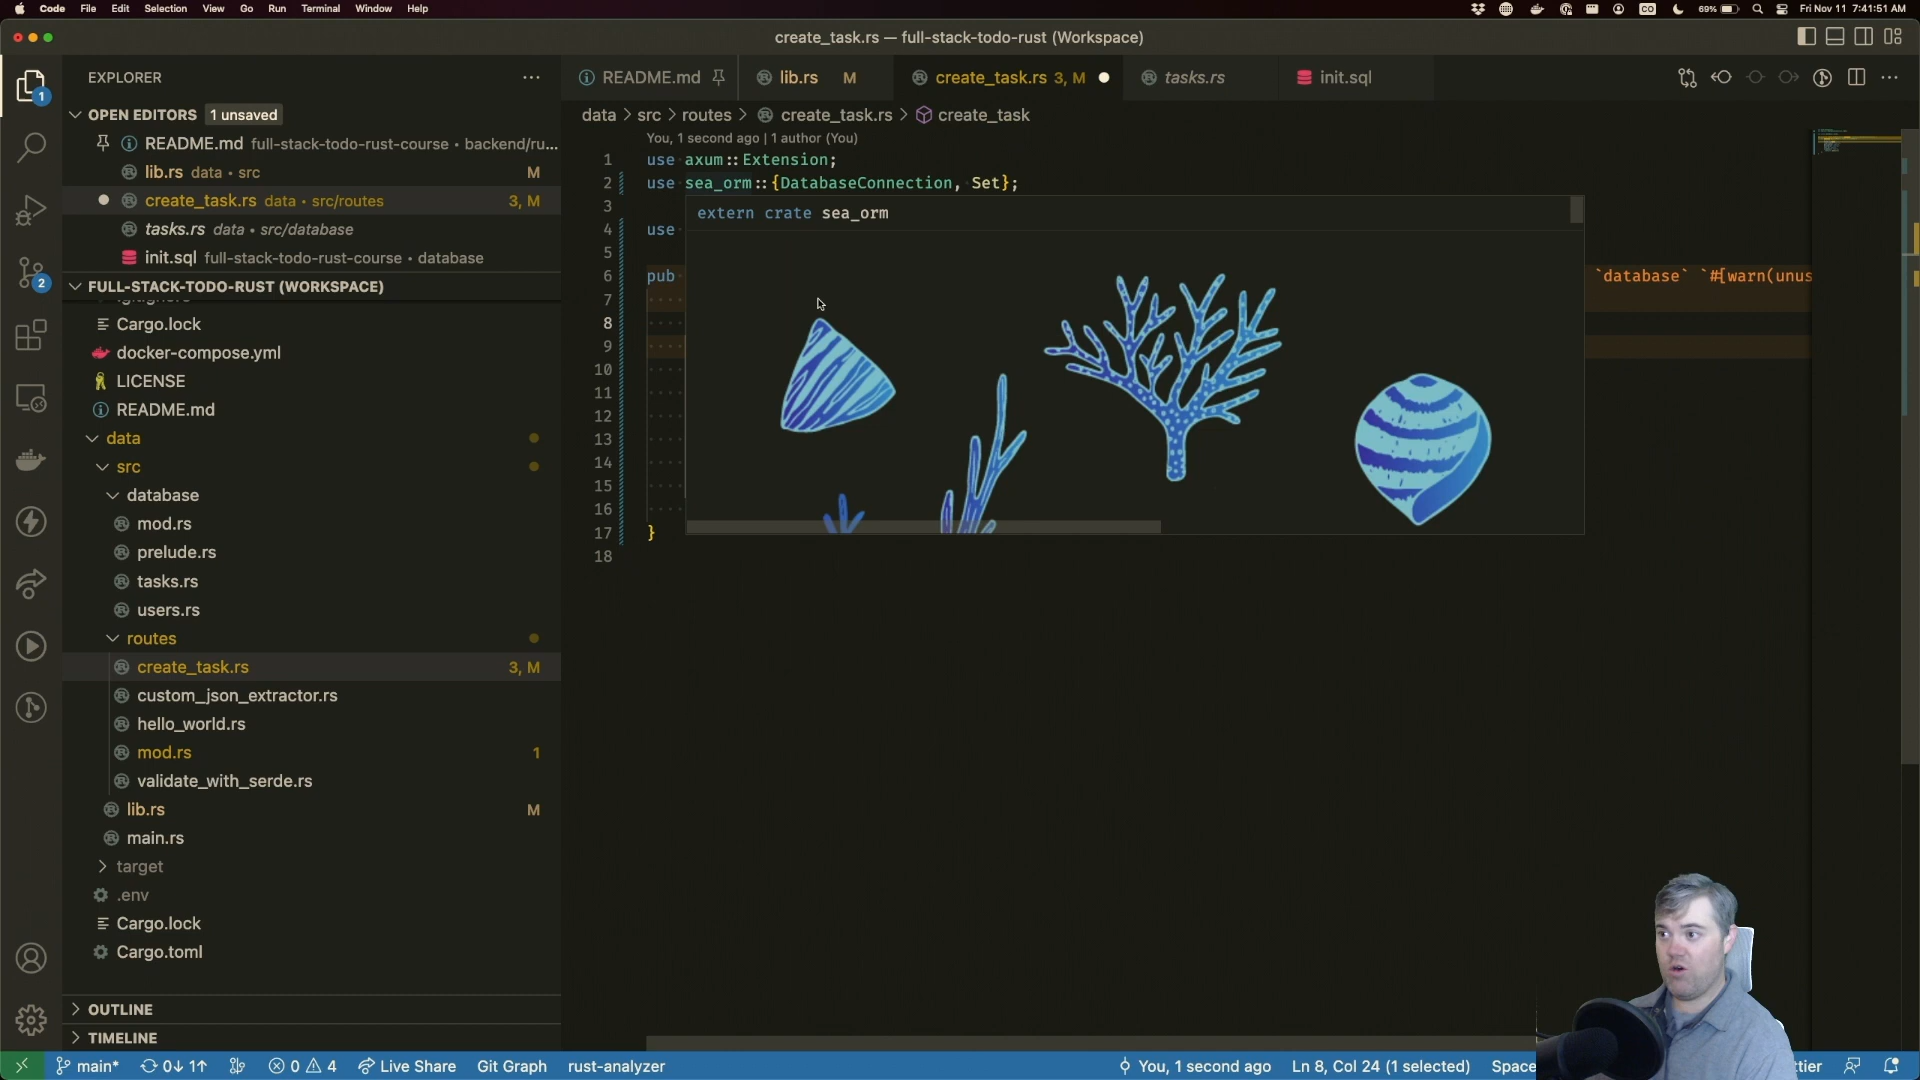 Code File Edit Selection View Go Run Terminal Window Help
69% Fri Nov 11 7:41:51 AM
create_task.rs — full-stack-todo-rust (Workspace)
EXPLORER
OPEN EDITORS 1 unsaved
README.md full-stack-todo-rust-course • backend/ru...
lib.rs data • src M
create_task.rs data • src/routes 3, M
tasks.rs data • src/database
init.sql full-stack-todo-rust-course • database
FULL-STACK-TODO-RUST (WORKSPACE)
Cargo.lock
docker-compose.yml
LICENSE
README.md
data
src
database
mod.rs
prelude.rs
tasks.rs
users.rs
routes
create_task.rs 3, M
custom_json_extractor.rs
hello_world.rs
mod.rs 1
validate_with_serde.rs
lib.rs M
main.rs
target
.env
Cargo.lock
Cargo.toml
OUTLINE
TIMELINE
README.md lib.rs M create_task.rs 3, M tasks.rs init.sql
data > src > routes > create_task.rs > create_task
You, 1 second ago | 1 author (You)
1 use axum::Extension;
2 use sea_orm::{DatabaseConnection, Set};
3
extern crate sea_orm
4 use
5
6 pub `database` `#[warn(unus
7
8
9
10
11
12
13
14
15
16
17 }
18
main* 0↓ 1↑ 0 4 Live Share Git Graph rust-analyzer You, 1 second ago Ln 8, Col 24 (1 selected) Space ttier
1
2